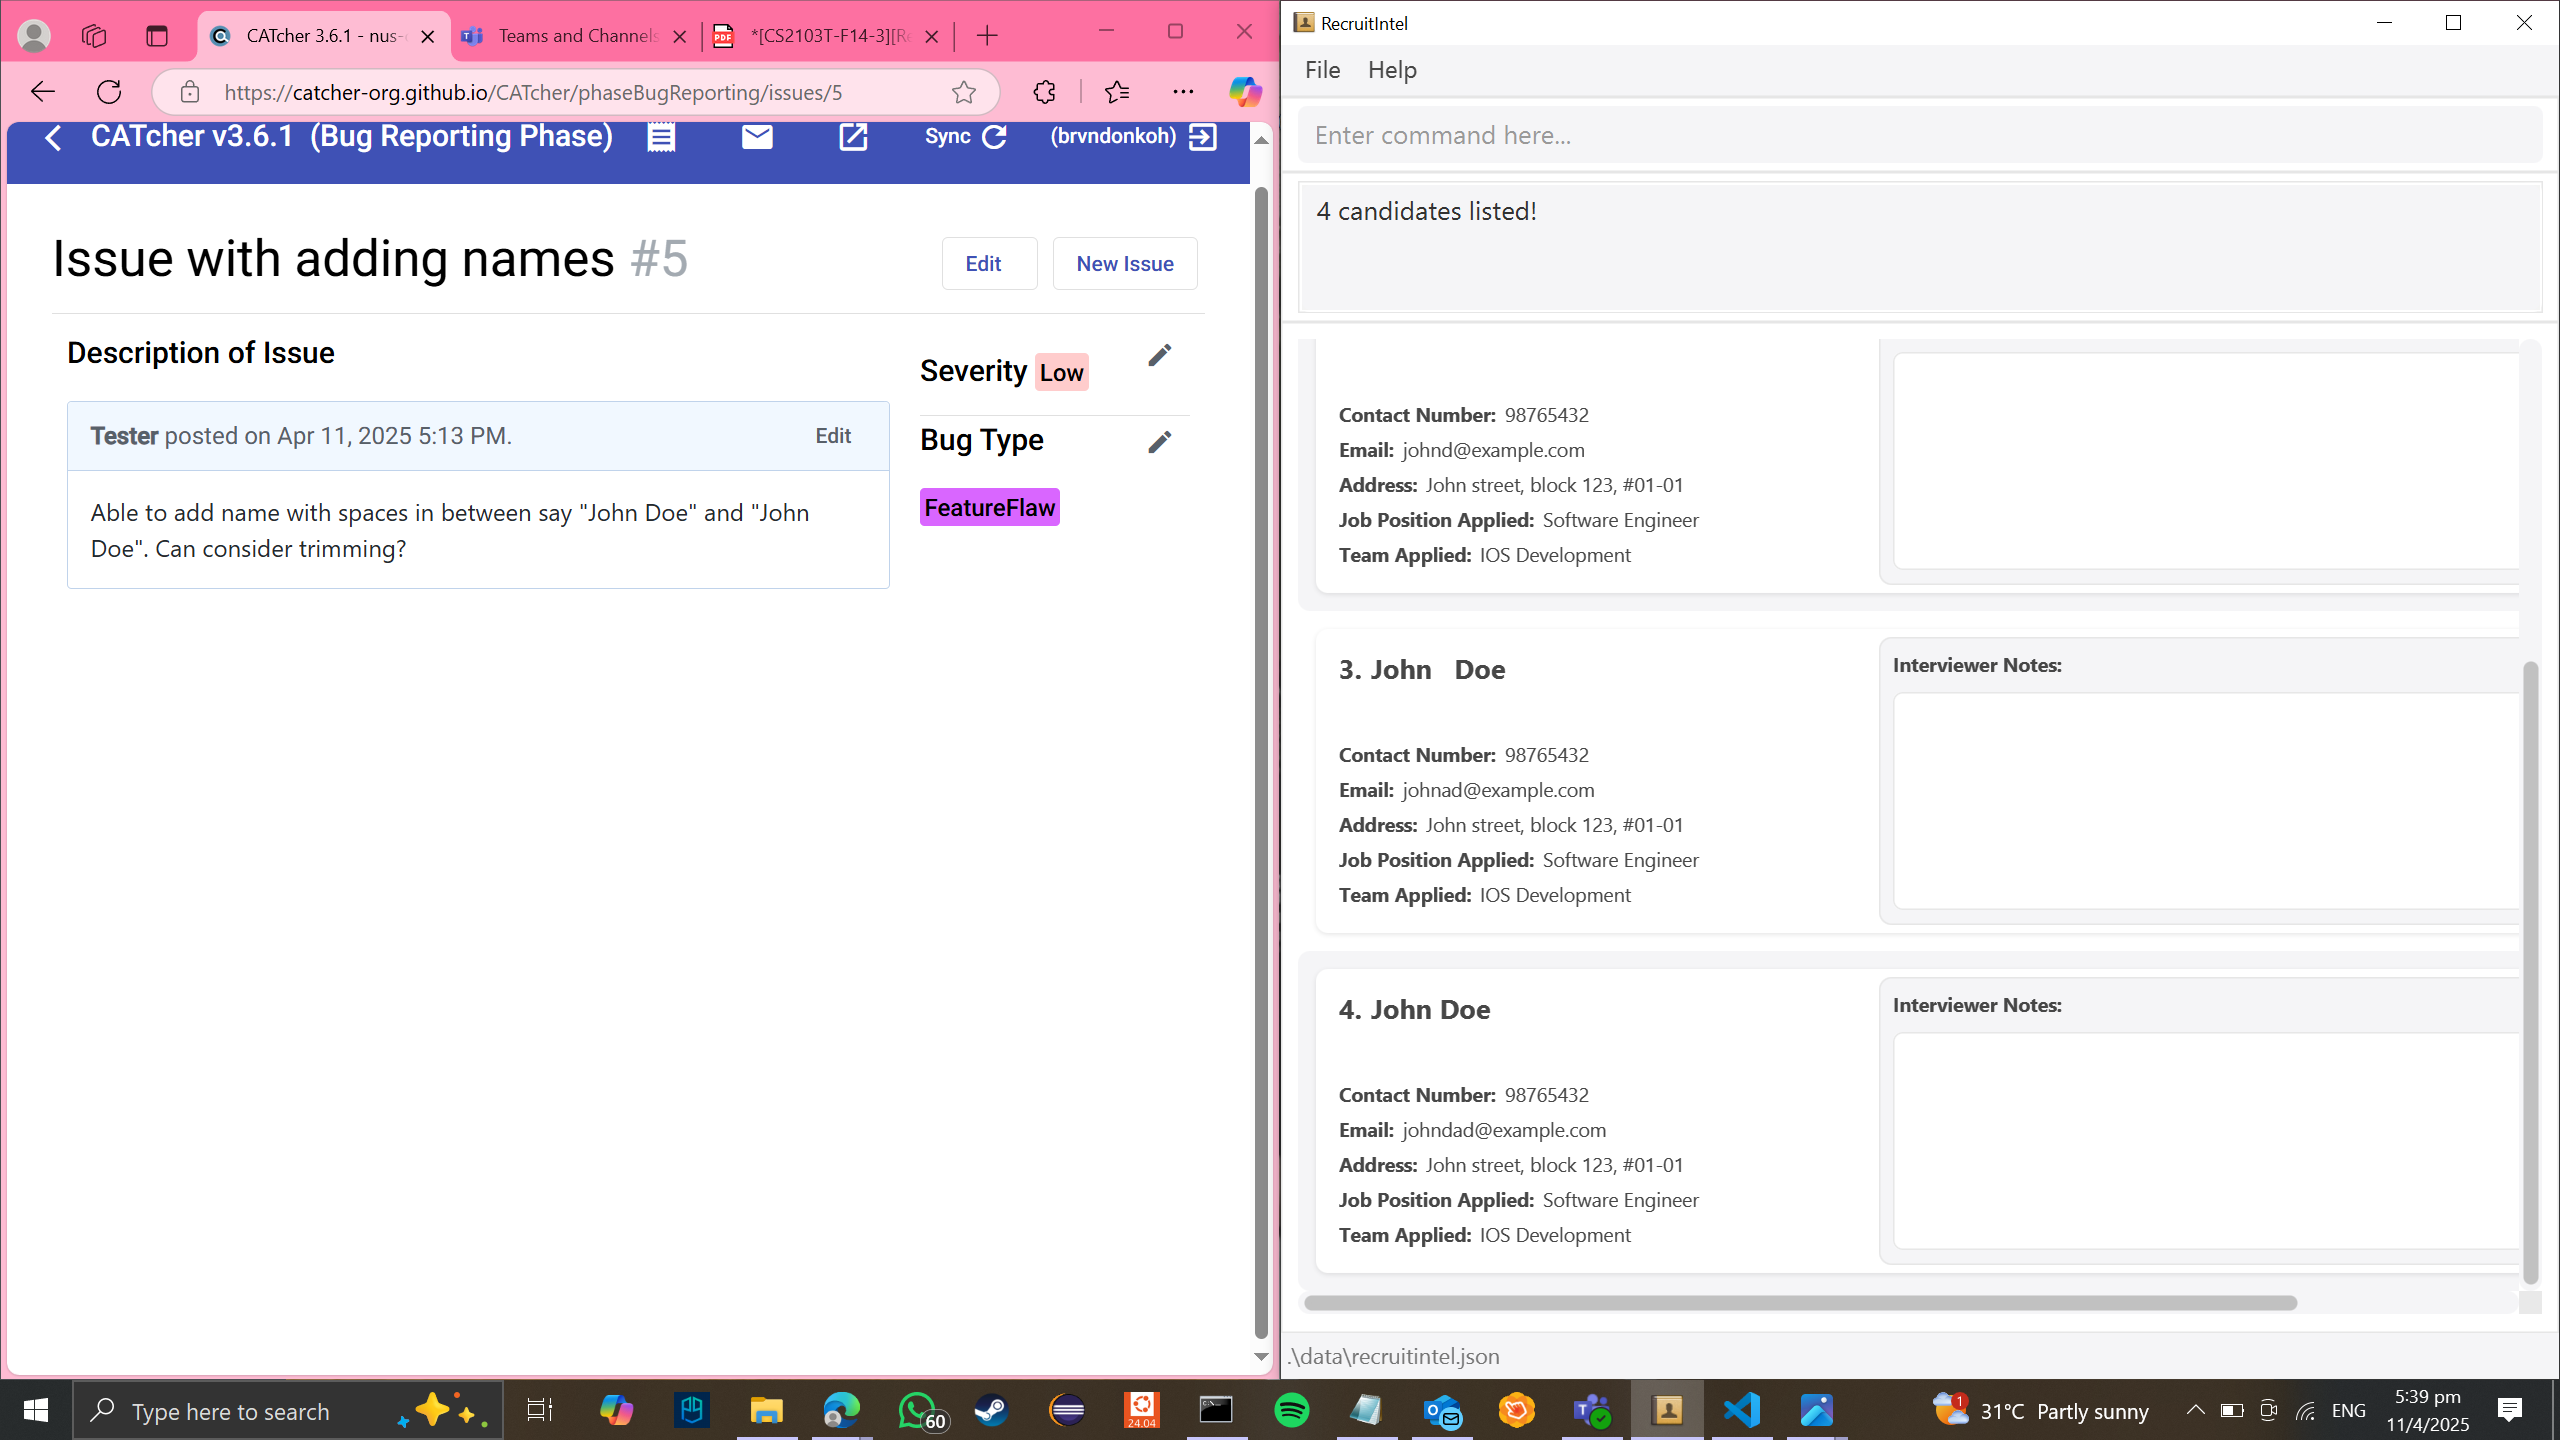 CATcher 3.6.1 - nus-
Teams and Channels
*[CS2103T-F14-3][Re
https://catcher-org.github.io/CATcher/phaseBugReporting/issues/5
CATcher v3.6.1 (Bug Reporting Phase)
Sync
(brvndonkoh)
Issue with adding names #5
Edit
New Issue
Description of Issue
Tester posted on Apr 11, 2025 5:13 PM.
Edit
Able to add name with spaces in between say "John Doe" and "John
Doe". Can consider trimming?
Severity Low
Bug Type
FeatureFlaw
RecruitIntel
File Help
Enter command here...
4 candidates listed!
Contact Number: 98765432
Email: johnd@example.com
Address: John street, block 123, #01-01
Job Position Applied: Software Engineer
Team Applied: IOS Development
3. John   Doe
Interviewer Notes:
Contact Number: 98765432
Email: johnad@example.com
Address: John street, block 123, #01-01
Job Position Applied: Software Engineer
Team Applied: IOS Development
4. John Doe
Interviewer Notes:
Contact Number: 98765432
Email: johndad@example.com
Address: John street, block 123, #01-01
Job Position Applied: Software Engineer
Team Applied: IOS Development
.\data\recruitintel.json
Type here to search
60
24.04
1
31°C Partly sunny
ENG
5:39 pm
11/4/2025